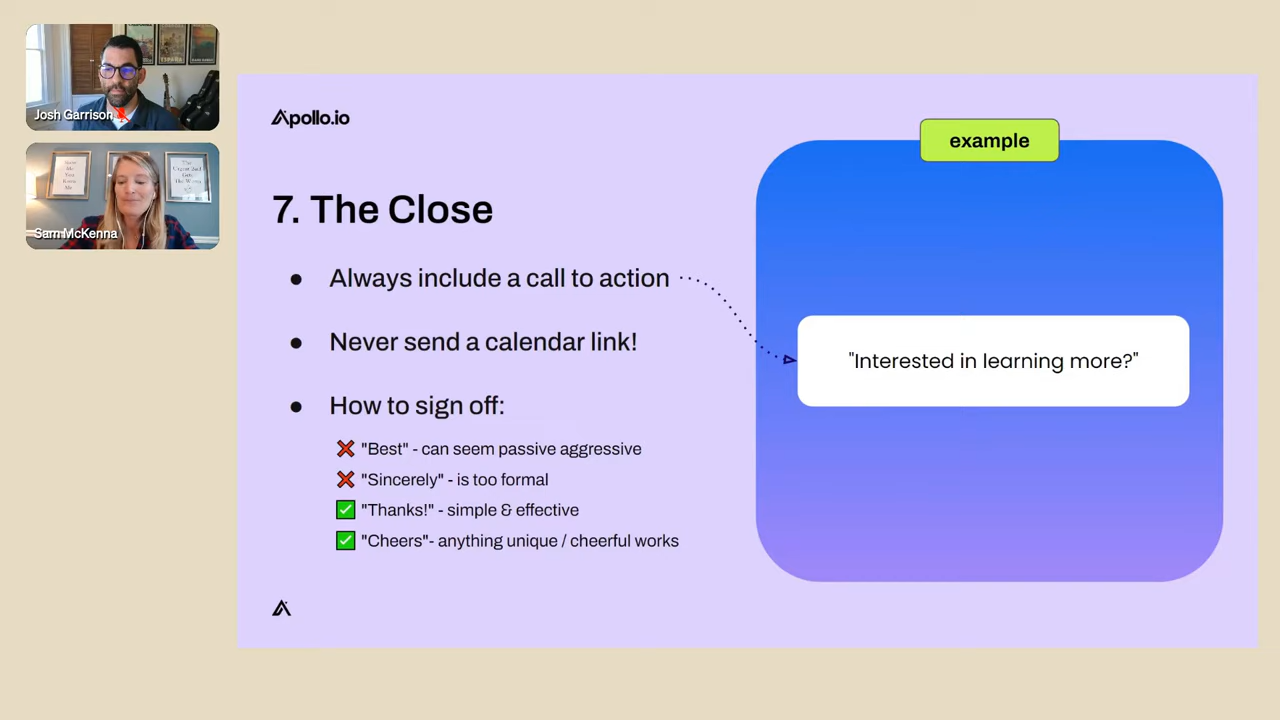 Josh Garrison
Sam McKenna
Apollo.io
7. The Close
● Always include a call to action
● Never send a calendar link!
● How to sign off:
❌ "Best" - can seem passive aggressive
❌ "Sincerely" - is too formal
✅ "Thanks!" - simple & effective
✅ "Cheers"- anything unique / cheerful works
example
"Interested in learning more?"